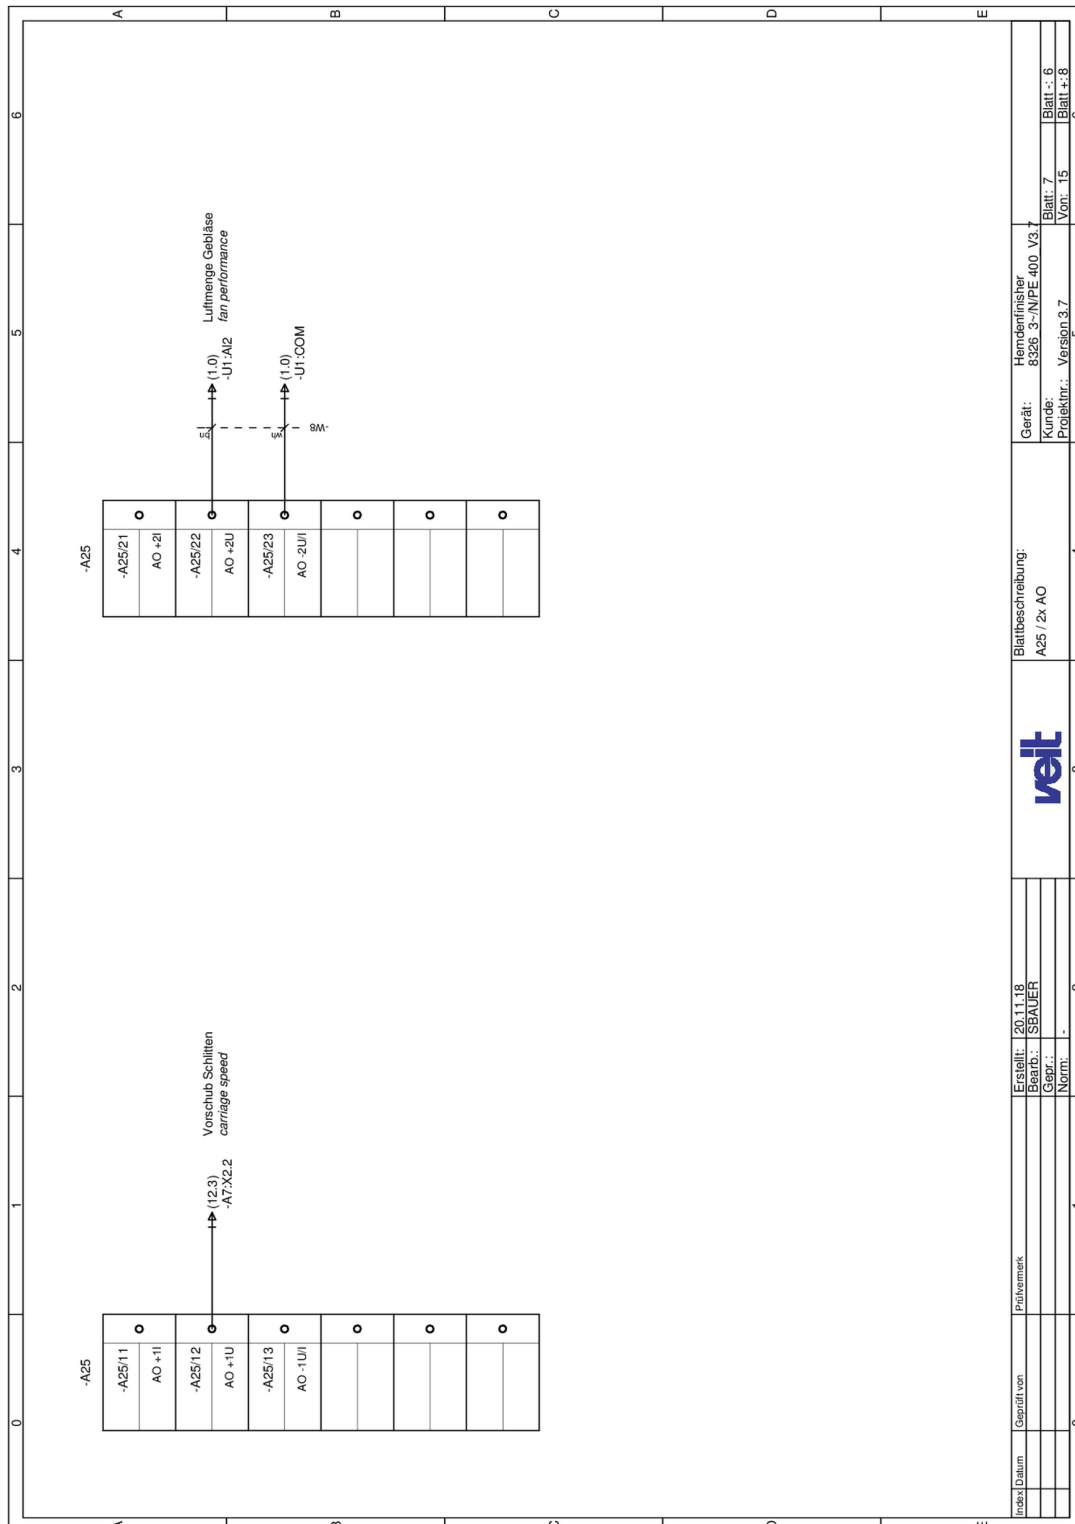 0
1
2
3
4
5
6
A
B
C
D
E
-A25
-A25/11
AO +1I
-A25/12
AO +1U
-A25/13
AO -1U/I
(12.3)
-A7:X2.2
Vorschub Schlitten
carriage speed
-A25
-A25/21
AO +2I
-A25/22
AO +2U
-A25/23
AO -2U/I
bn
wh
-W8
(1.0)
-U1:AI2
Luftmenge Gebläse
fan performance
(1.0)
-U1:COM
Index
Datum
Geprüft von
Prüfvermerk
Erstellt: 20.11.18
Bearb.: SBAUER
Gepr.:
Norm: -
veit
Blattbeschreibung:
A25 / 2x AO
Gerät: Hemdenfinisher
8326 3~/N/PE 400 V3.7
Kunde:
Projektnr.: Version 3.7
Blatt: 7
Blatt -: 6
Von: 15
Blatt +: 8